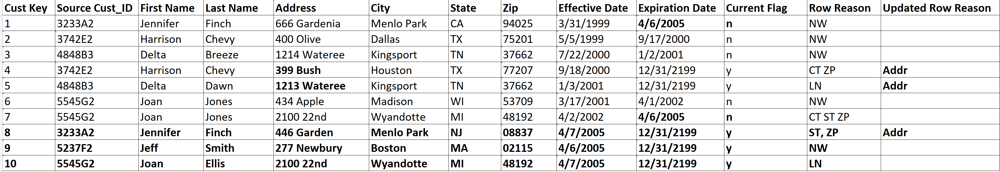 Cust Key Source Cust_ID First Name Last Name Address City State Zip Effective Date Expiration Date Current Flag Row Reason Updated Row Reason
1 3233A2 Jennifer Finch 666 Gardenia Menlo Park CA 94025 3/31/1999 4/6/2005 n NW
2 3742E2 Harrison Chevy 400 Olive Dallas TX 75201 5/5/1999 9/17/2000 n NW
3 4848B3 Delta Breeze 1214 Wateree Kingsport TN 37662 7/22/2000 1/2/2001 n NW
4 3742E2 Harrison Chevy 399 Bush Houston TX 77207 9/18/2000 12/31/2199 y CT ZP Addr
5 4848B3 Delta Dawn 1213 Wateree Kingsport TN 37662 1/3/2001 12/31/2199 y LN Addr
6 5545G2 Joan Jones 434 Apple Madison WI 53709 3/17/2001 4/1/2002 n NW
7 5545G2 Joan Jones 2100 22nd Wyandotte MI 48192 4/2/2002 4/6/2005 n CT ST ZP
8 3233A2 Jennifer Finch 446 Garden Menlo Park NJ 08837 4/7/2005 12/31/2199 y ST, ZP Addr
9 5237F2 Jeff Smith 277 Newbury Boston MA 02115 4/6/2005 12/31/2199 y NW
10 5545G2 Joan Ellis 2100 22nd Wyandotte MI 48192 4/7/2005 12/31/2199 y LN